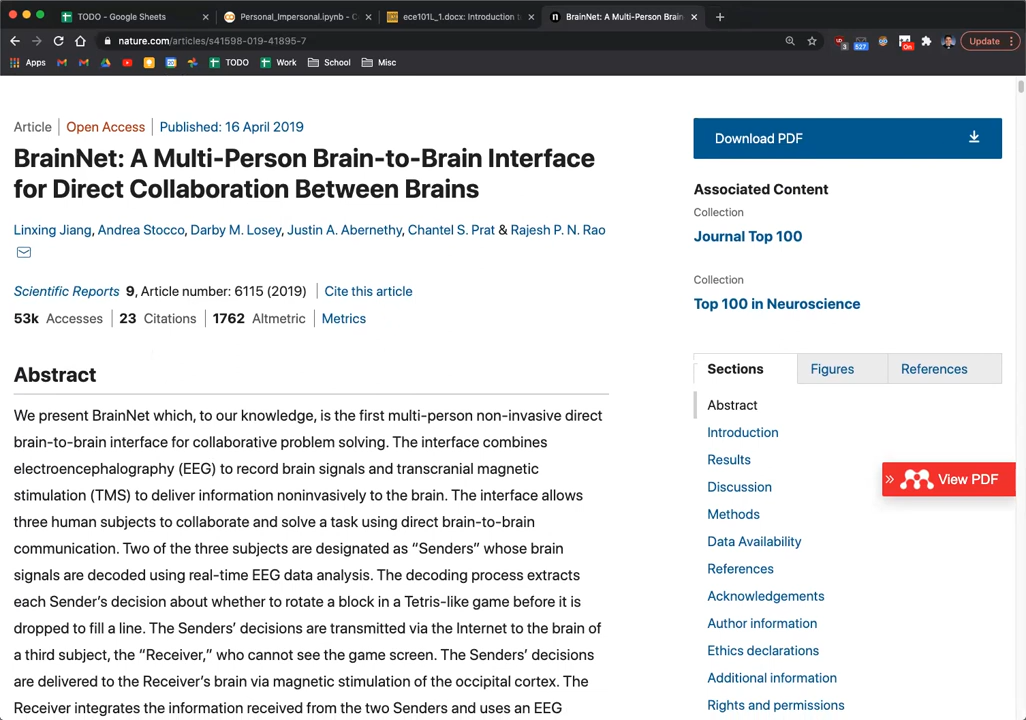 TODO - Google Sheets
Personal_Impersonal.ipynb - C
ece101L_1.docx: Introduction t
BrainNet: A Multi-Person Brain
nature.com/articles/s41598-019-41895-7
3
527
On
Update
Apps
TODO
Work
School
Misc
Article
Open Access
Published: 16 April 2019
BrainNet: A Multi-Person Brain-to-Brain Interface
for Direct Collaboration Between Brains
Linxing Jiang, Andrea Stocco, Darby M. Losey, Justin A. Abernethy, Chantel S. Prat & Rajesh P. N. Rao
Scientific Reports 9, Article number: 6115 (2019) Cite this article
53k Accesses 23 Citations 1762 Altmetric Metrics
Abstract
We present BrainNet which, to our knowledge, is the first multi-person non-invasive direct
brain-to-brain interface for collaborative problem solving. The interface combines
electroencephalography (EEG) to record brain signals and transcranial magnetic
stimulation (TMS) to deliver information noninvasively to the brain. The interface allows
three human subjects to collaborate and solve a task using direct brain-to-brain
communication. Two of the three subjects are designated as “Senders” whose brain
signals are decoded using real-time EEG data analysis. The decoding process extracts
each Sender’s decision about whether to rotate a block in a Tetris-like game before it is
dropped to fill a line. The Senders’ decisions are transmitted via the Internet to the brain of
a third subject, the “Receiver,” who cannot see the game screen. The Senders’ decisions
are delivered to the Receiver’s brain via magnetic stimulation of the occipital cortex. The
Receiver integrates the information received from the two Senders and uses an EEG
Download PDF
Associated Content
Collection
Journal Top 100
Collection
Top 100 in Neuroscience
Sections
Figures
References
Abstract
Introduction
Results
Discussion
Methods
Data Availability
References
Acknowledgements
Author information
Ethics declarations
Additional information
Rights and permissions
» View PDF